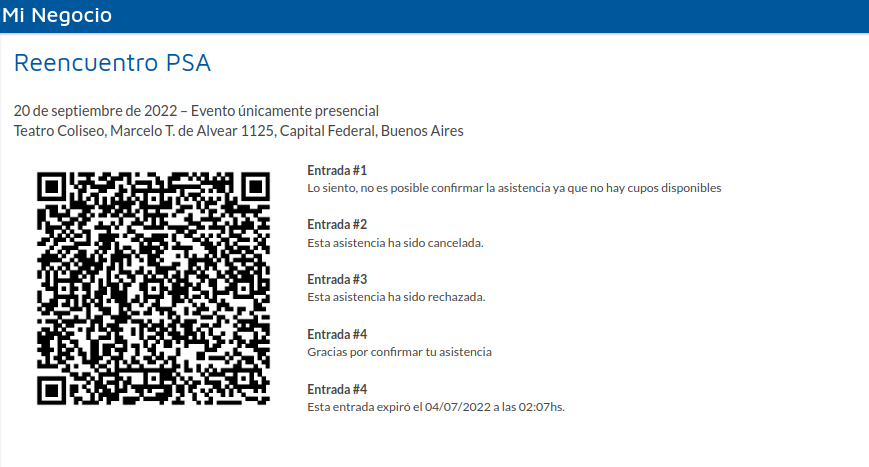 Mi Negocio
Reencuentro PSA
20 de septiembre de 2022 – Evento únicamente presencial
Teatro Coliseo, Marcelo T. de Alvear 1125, Capital Federal, Buenos Aires
Entrada #1
Lo siento, no es posible confirmar la asistencia ya que no hay cupos disponibles
Entrada #2
Esta asistencia ha sido cancelada.
Entrada #3
Esta asistencia ha sido rechazada.
Entrada #4
Gracias por confirmar tu asistencia
Entrada #4
Esta entrada expiró el 04/07/2022 a las 02:07hs.